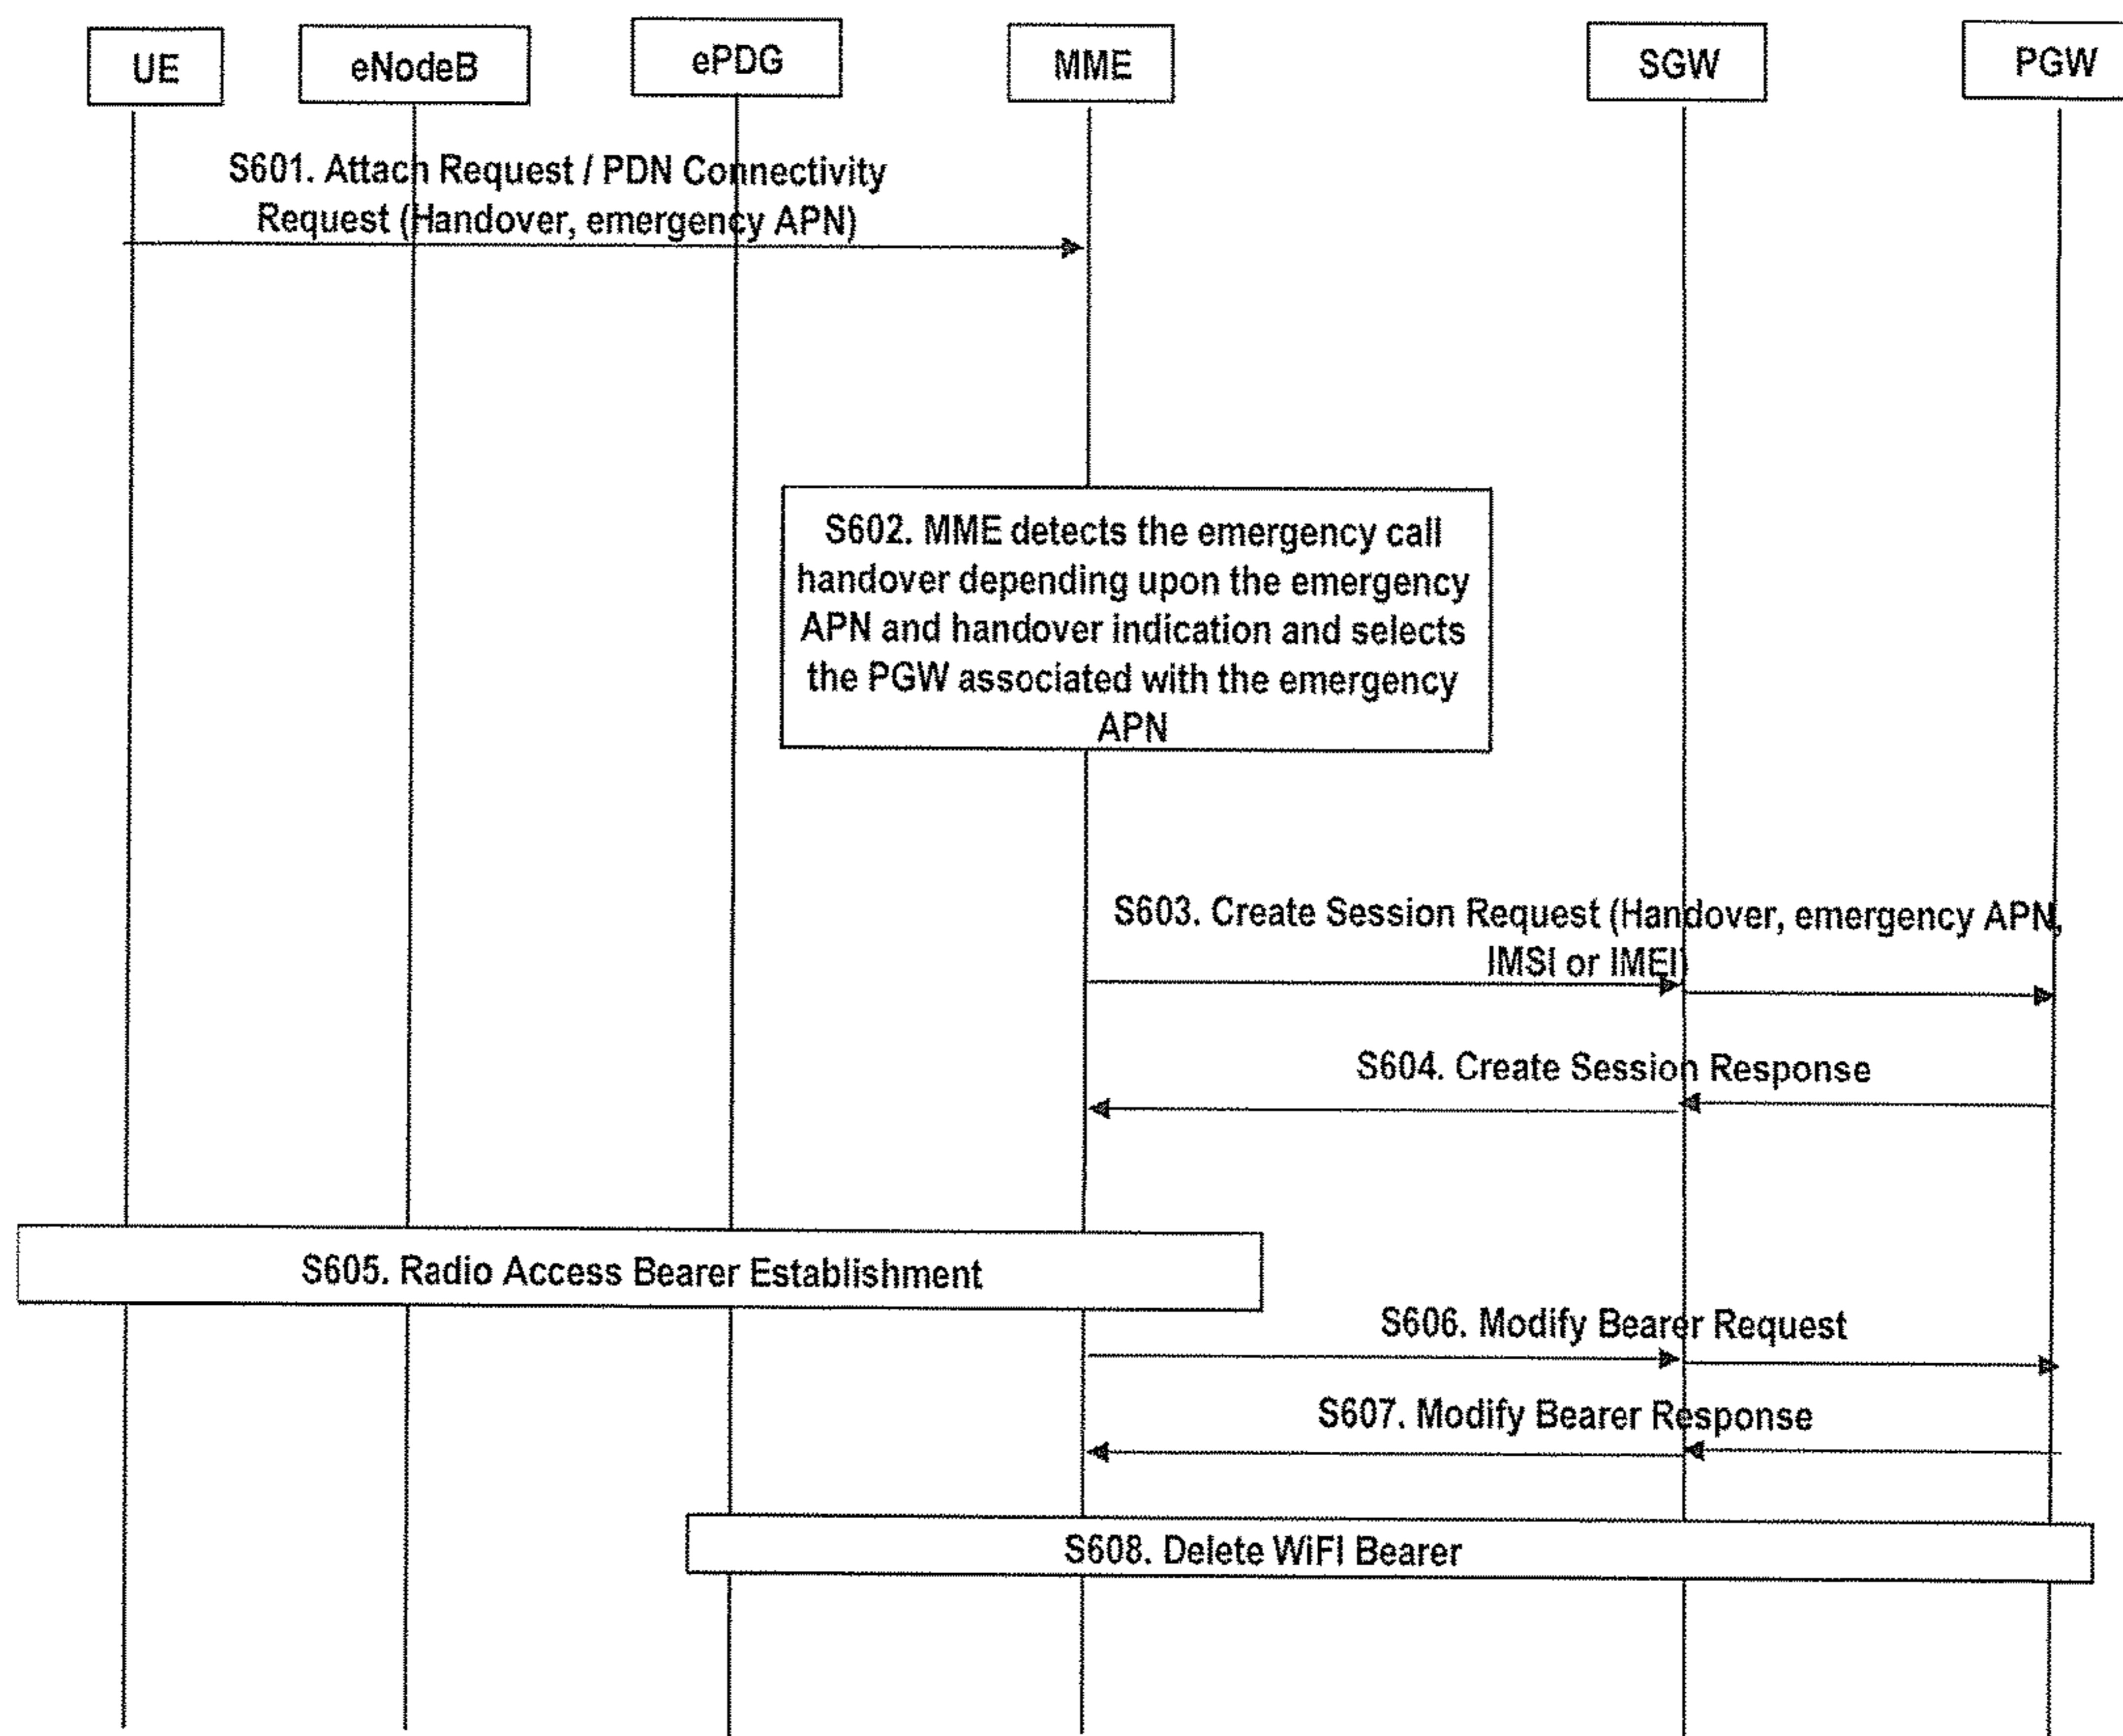 UE
eNodeB
ePDG
MME
SGW
PGW
S601. Attach Request / PDN Connectivity
Request (Handover, emergency APN)
S602. MME detects the emergency call
handover depending upon the emergency
APN and handover indication and selects
the PGW associated with the emergency
APN
S603. Create Session Request (Handover, emergency APN,
IMSI or IMEI)
S604. Create Session Response
S605. Radio Access Bearer Establishment
S606. Modify Bearer Request
S607. Modify Bearer Response
S608. Delete WiFI Bearer